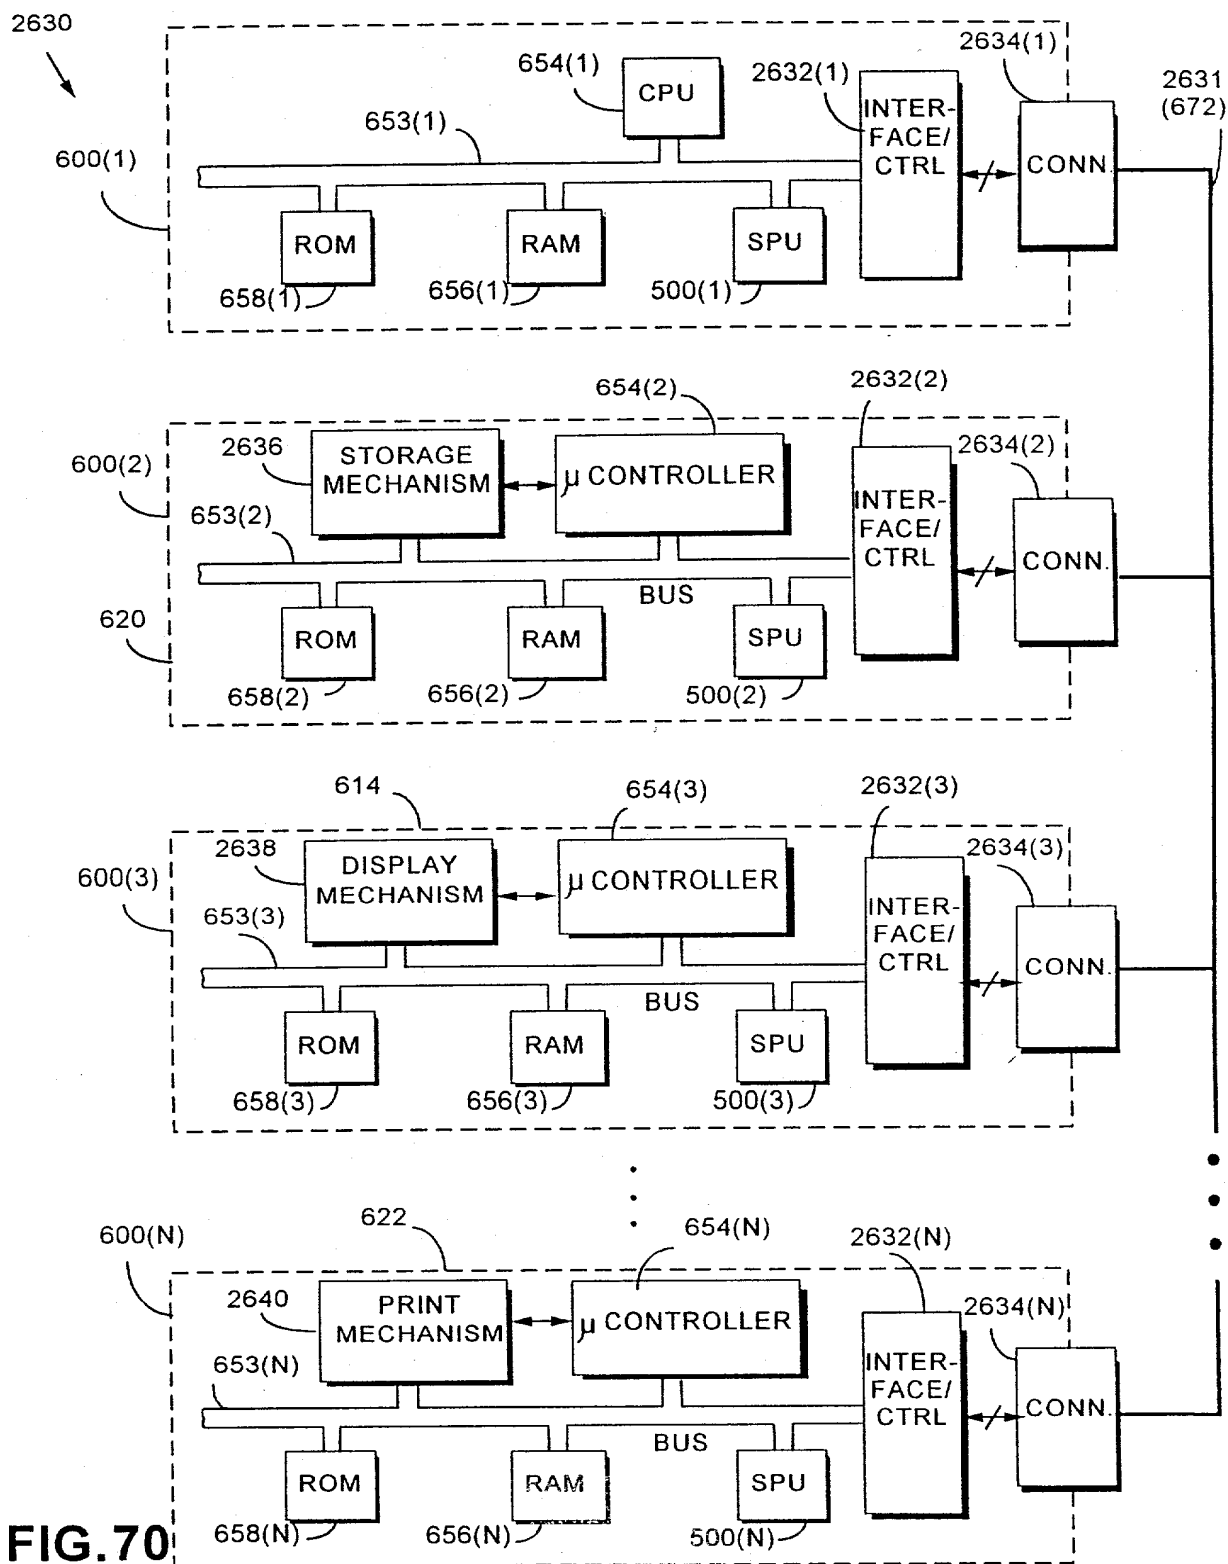 2630
2634(1)
654(1)
2632(1)
2631
(672)
CPU
INTER-
FACE/
CTRL
653(1)
600(1)
CONN.
ROM
RAM
SPU
658(1)
656(1)
500(1)
654(2)
2632(2)
2636
STORAGE
MECHANISM
μ CONTROLLER
2634(2)
600(2)
INTER-
FACE/
CTRL
653(2)
CONN.
BUS
620
ROM
RAM
SPU
658(2)
656(2)
500(2)
614
654(3)
2632(3)
2638
DISPLAY
MECHANISM
μ CONTROLLER
2634(3)
600(3)
INTER-
FACE/
CTRL
653(3)
CONN.
BUS
ROM
RAM
SPU
658(3)
656(3)
500(3)
622
654(N)
2632(N)
600(N)
2640
PRINT
MECHANISM
μ CONTROLLER
2634(N)
653(N)
INTER-
FACE/
CTRL
CONN.
BUS
ROM
RAM
SPU
658(N)
656(N)
500(N)
FIG.70